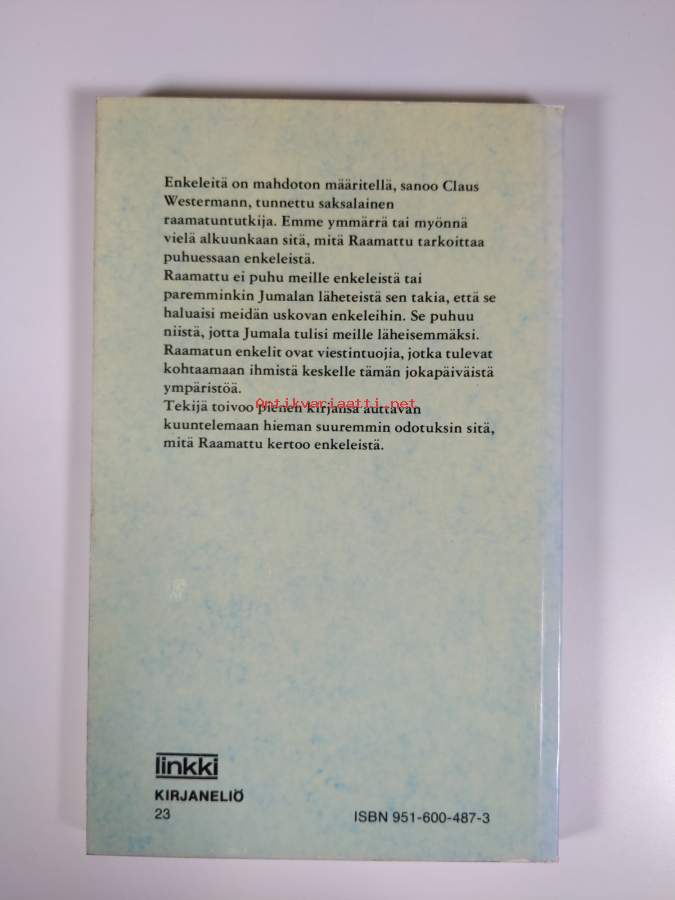 Enkeleitä on mahdoton määritellä, sanoo Claus
Westermann, tunnettu saksalainen
raamatuntutkija. Emme ymmärrä tai myönnä
vielä alkuunkaan sitä, mitä Raamattu tarkoittaa
puhuessaan enkeleistä.
Raamattu ei puhu meille enkeleistä tai
paremminkin Jumalan läheteistä sen takia, että se
haluaisi meidän uskovan enkeleihin. Se puhuu
niistä, jotta Jumala tulisi meille läheisemmäksi.
Raamatun enkelit ovat viestintuojia, jotka tulevat
kohtaamaan ihmistä keskelle tämän jokapäiväistä
ympäristöä.
Antikvariaatti.net
Tekijä toivoo pienen kirjansa auttavan
kuuntelemaan hieman suuremmin odotuksin sitä,
mitä Raamattu kertoo enkeleistä.
linkki
KIRJANELIÖ
23
ISBN 951-600-487-3